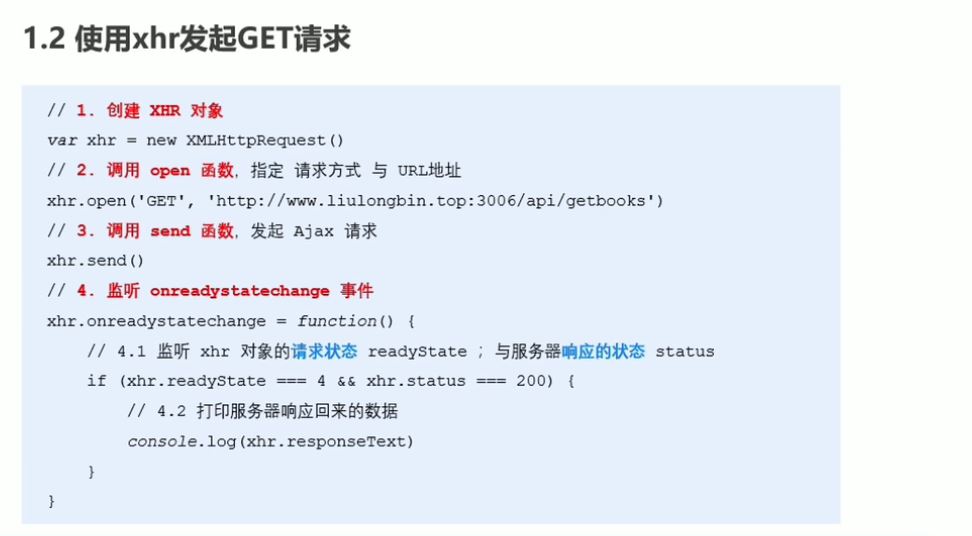 1.2 使用xhr发起GET请求
// 1. 创建 XHR 对象
var xhr = new XMLHttpRequest()
// 2. 调用 open 函数，指定 请求方式 与 URL地址
xhr.open('GET', 'http://www.liulongbin.top:3006/api/getbooks')
// 3. 调用 send 函数，发起 Ajax 请求
xhr.send()
// 4. 监听 onreadystatechange 事件
xhr.onreadystatechange = function() {
    // 4.1 监听 xhr 对象的请求状态 readyState ；与服务器响应的状态 status
    if (xhr.readyState === 4 && xhr.status === 200) {
        // 4.2 打印服务器响应回来的数据
        console.log(xhr.responseText)
    }
}